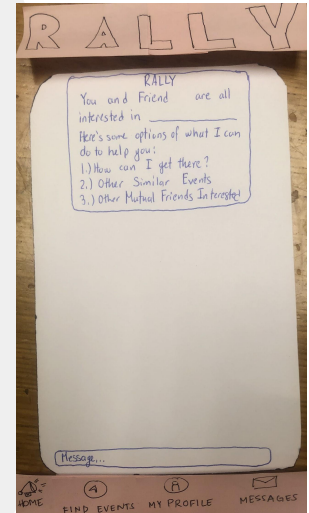 RALLY
RALLY
You and Friend are all
interested in
Here's some options of what I can
do to help you:
1.) How can I get there?
2.) Other Similar Events
3.) Other Mutual Friends Interested
Message...
HOME FIND EVENTS MY PROFILE MESSAGES